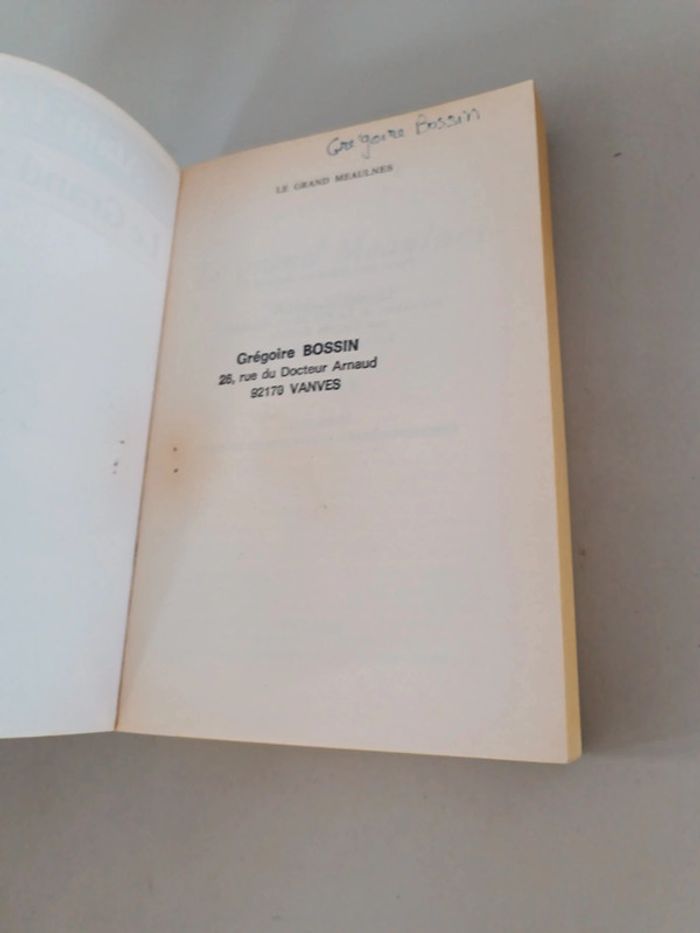 Grégoire Bossin
LE GRAND MEAULNES
Grégoire BOSSIN
26, rue du Docteur Arnaud
92170 VANVES